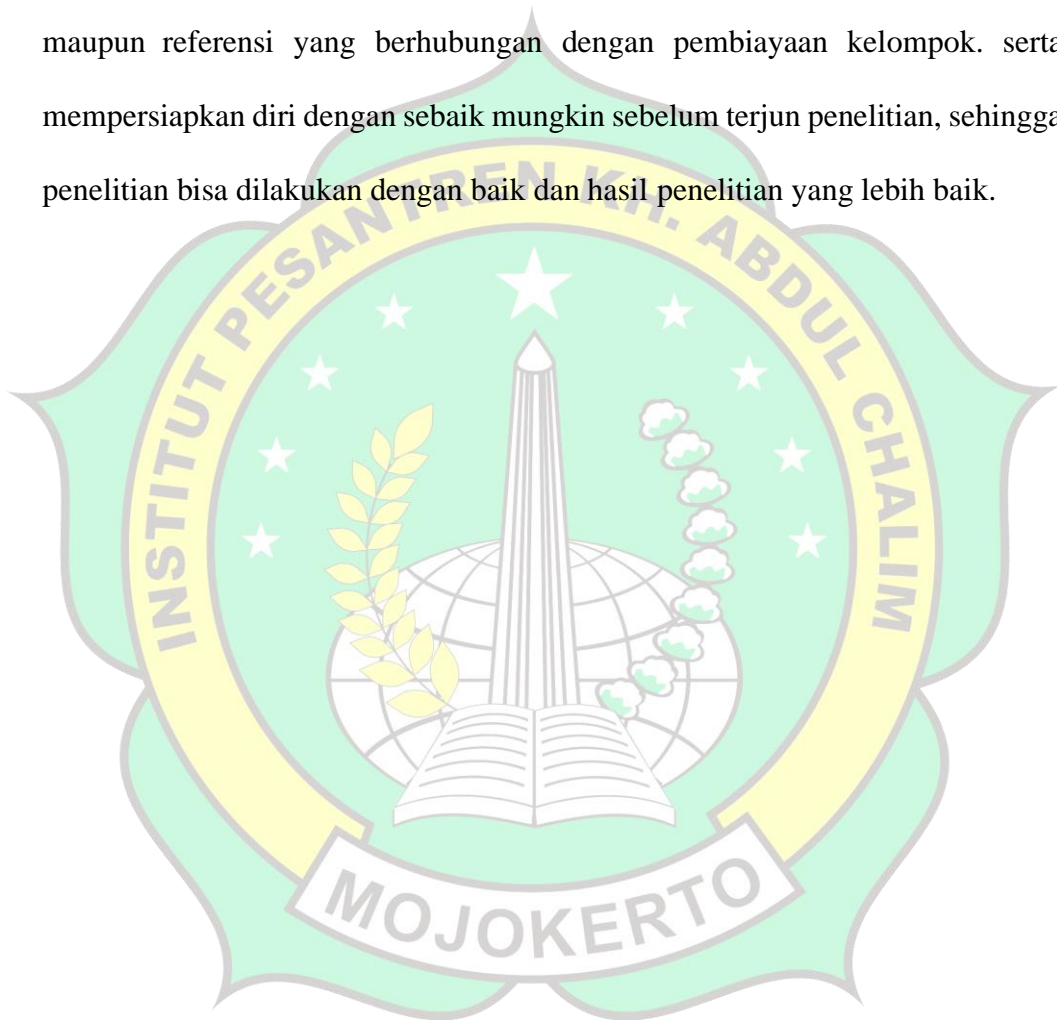 maupun referensi yang berhubungan dengan pembiayaan kelompok. serta
mempersiapkan diri dengan sebaik mungkin sebelum terjun penelitian, sehingga
penelitian bisa dilakukan dengan baik dan hasil penelitian yang lebih baik.
INSTITUT PESANTREN KH. ABDUL CHALIM
MOJOKERTO